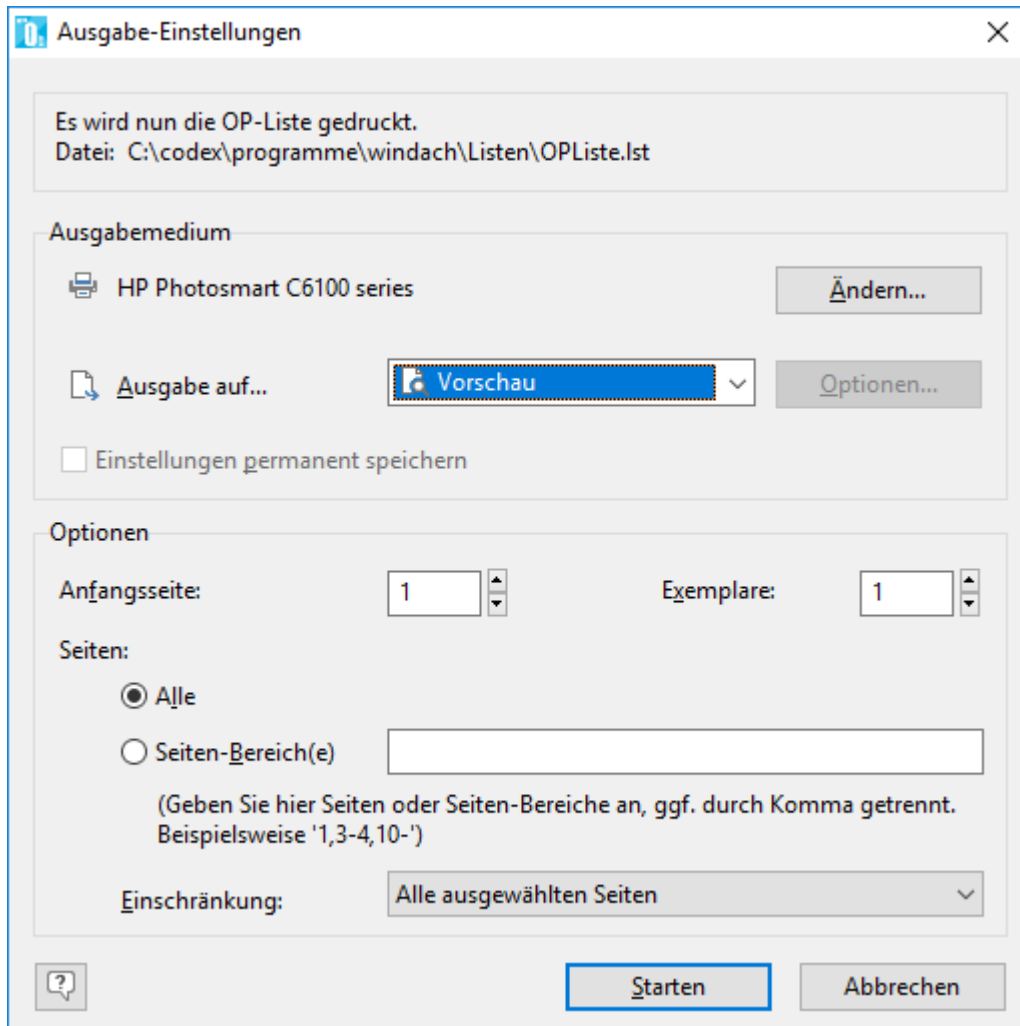 Ausgabe-Einstellungen
Es wird nun die OP-Liste gedruckt.
Datei: C:\codex\programme\windach\Listen\OPListe.lst
Ausgabemedium
HP Photosmart C6100 series
Ändern...
Ausgabe auf...
Vorschau
Optionen...
Einstellungen permanent speichern
Optionen
Anfangsseite:
1
Exemplare:
1
Seiten:
Alle
Seiten-Bereich(e)
(Geben Sie hier Seiten oder Seiten-Bereiche an, ggf. durch Komma getrennt.
Beispielsweise '1,3-4,10-')
Einschränkung:
Alle ausgewählten Seiten
Starten
Abbrechen